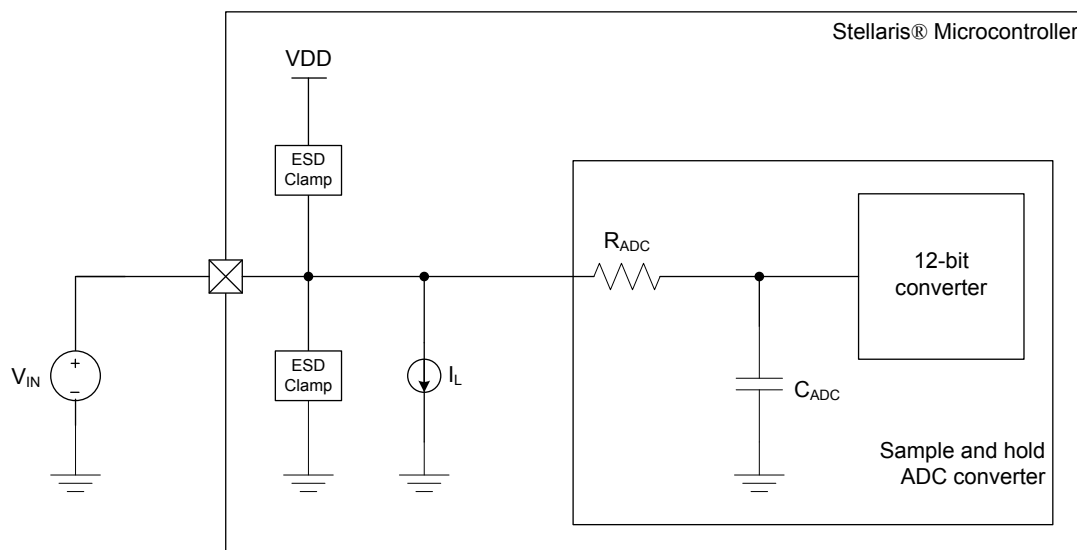 Stellaris® Microcontroller
VDD
ESD
Clamp
RADC
12-bit
converter
VIN
+
–
ESD
Clamp
IL
CADC
Sample and hold
ADC converter